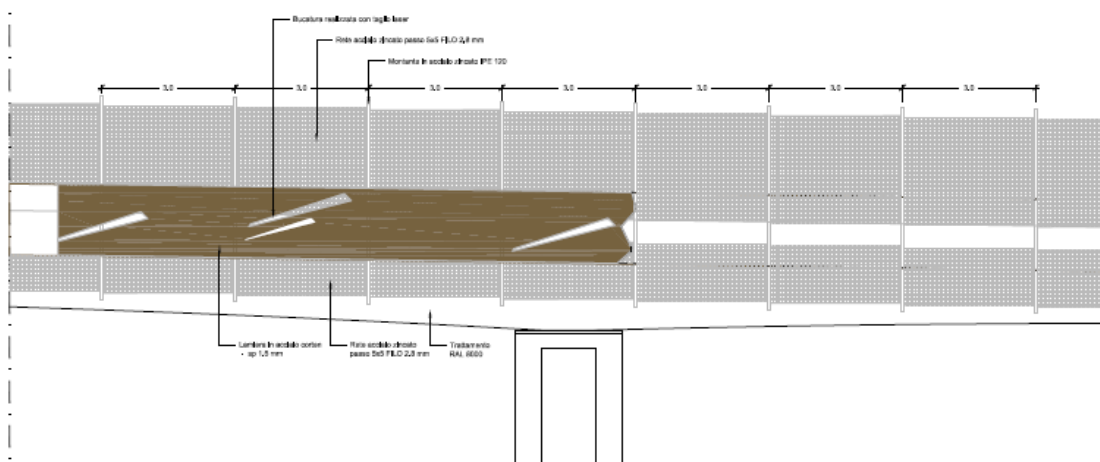 Bucatura realizzata con taglio laser
Rete acciaio zincato passo 5x5 FILO 2,8 mm
Montante in acciaio zincato IPE 120
3,0 3,0 3,0 3,0 3,0 3,0 3,0
Lamiera in acciaio corten
- sp 1,5 mm
Rete acciaio zincato
passo 5x5 FILO 2,8 mm
Trattamento